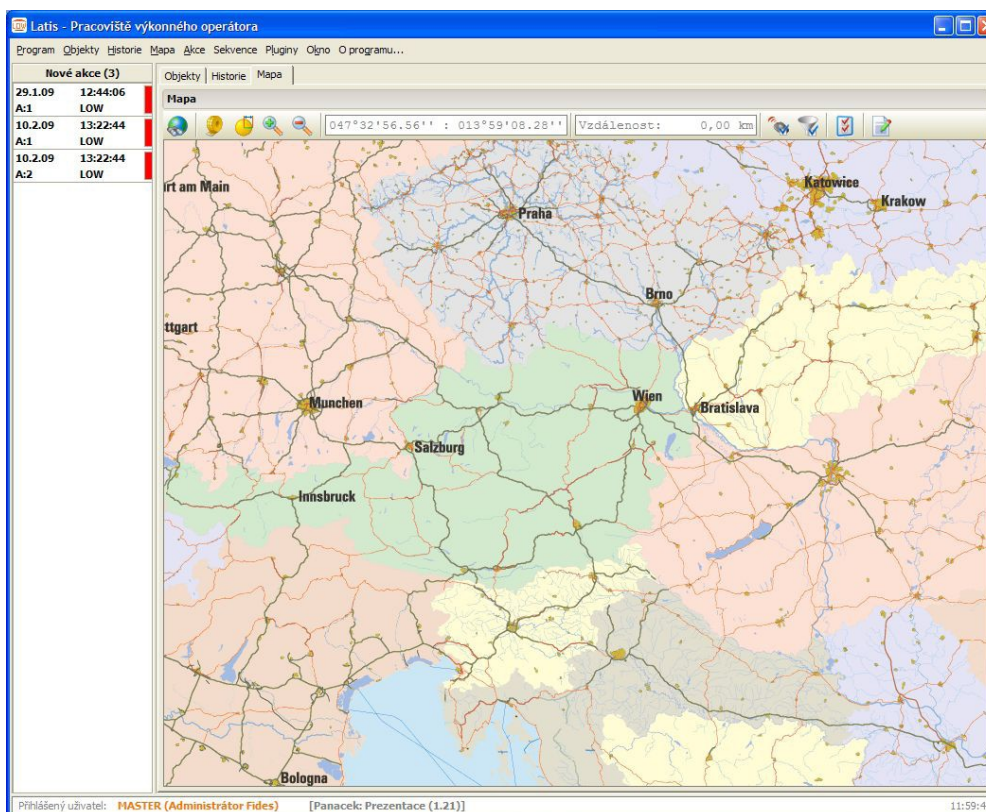 Latis - Pracoviště výkonného operátora
Program Objekty Historie Mapa Akce Sekvence Pluginy Okno O programu...
Nové akce (3)
29.1.09 12:44:06
A:1 LOW
10.2.09 13:22:44
A:1 LOW
10.2.09 13:22:44
A:2 LOW
Objekty Historie Mapa
Mapa
047°32'56.56'' : 013°59'08.28'' Vzdálenost: 0,00 km
rt am Main
Katowice
Krakow
Praha
Brno
ttgart
Munchen
Wien
Bratislava
Salzburg
Innsbruck
Bologna
Přihlášený uživatel: MASTER (Administrátor Fides) [Panacek: Prezentace (1.21)] 11:59:4